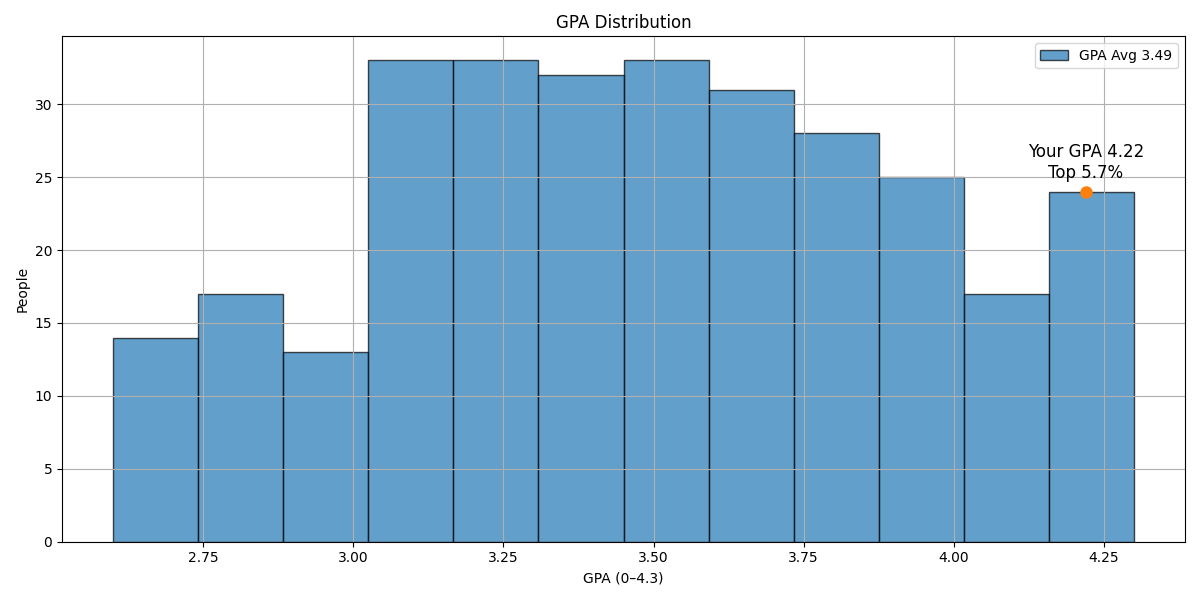 GPA Distribution
GPA Avg 3.49
Your GPA 4.22
Top 5.7%
People
30
25
20
15
10
5
0
2.75 3.00 3.25 3.50 3.75 4.00 4.25
GPA (0–4.3)